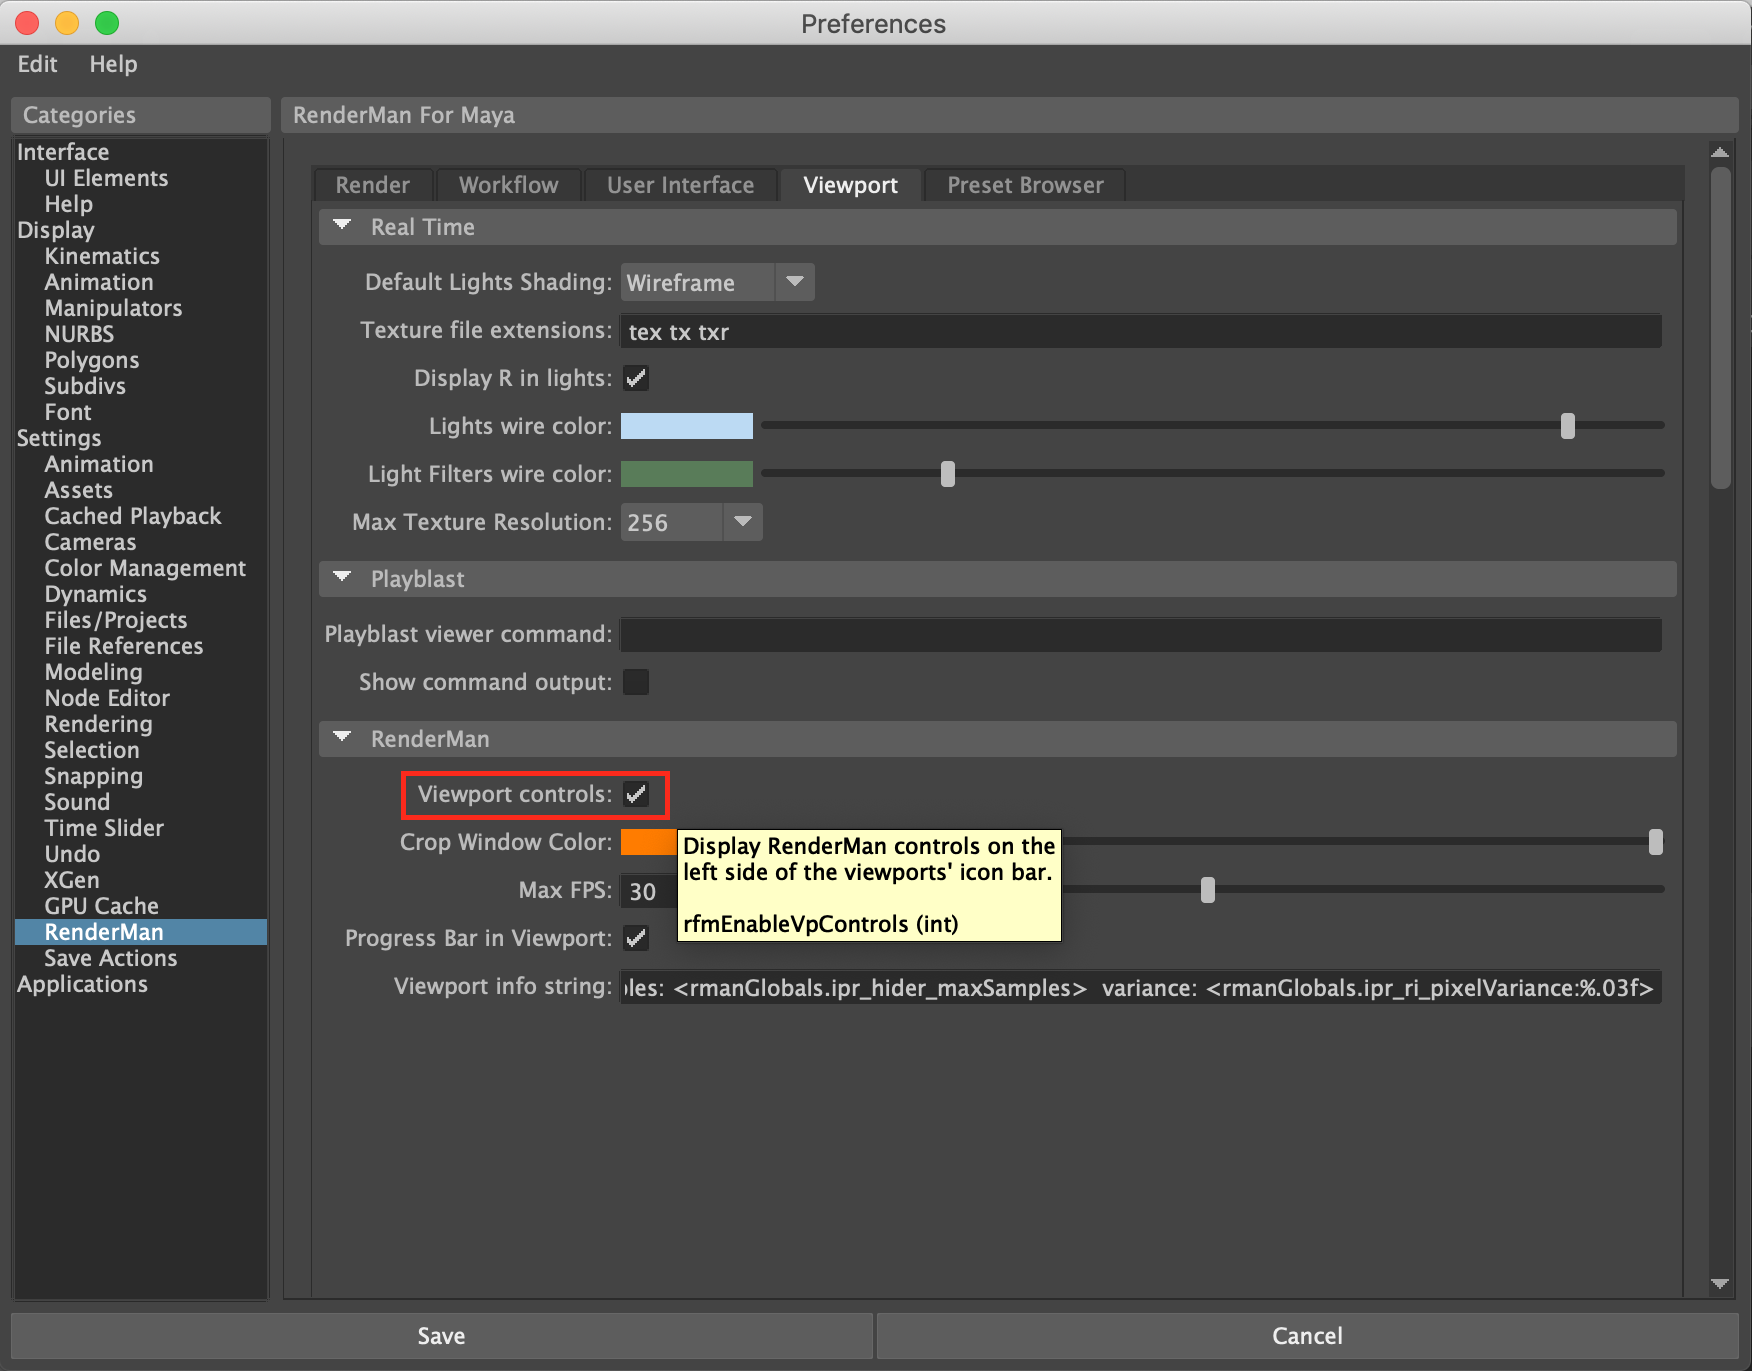 Preferences
Edit Help
Categories
Interface
UI Elements
Help
Display
Kinematics
Animation
Manipulators
NURBS
Polygons
Subdivs
Font
Settings
Animation
Assets
Cached Playback
Cameras
Color Management
Dynamics
Files/Projects
File References
Modeling
Node Editor
Rendering
Selection
Snapping
Sound
Time Slider
Undo
XGen
GPU Cache
RenderMan
Save Actions
Applications
RenderMan For Maya
Render Workflow User Interface Viewport Preset Browser
Real Time
Default Lights Shading: Wireframe
Texture file extensions: tex tx txr
Display R in lights:
Lights wire color:
Light Filters wire color:
Max Texture Resolution: 256
Playblast
Playblast viewer command:
Show command output:
RenderMan
Viewport controls:
Crop Window Color:
Display RenderMan controls on the
left side of the viewports' icon bar.
rfmEnableVpControls (int)
Max FPS: 30
Progress Bar in Viewport:
Viewport info string: les: <rmanGlobals.ipr_hider_maxSamples> variance: <rmanGlobals.ipr_ri_pixelVariance:%.03f>
Save Cancel